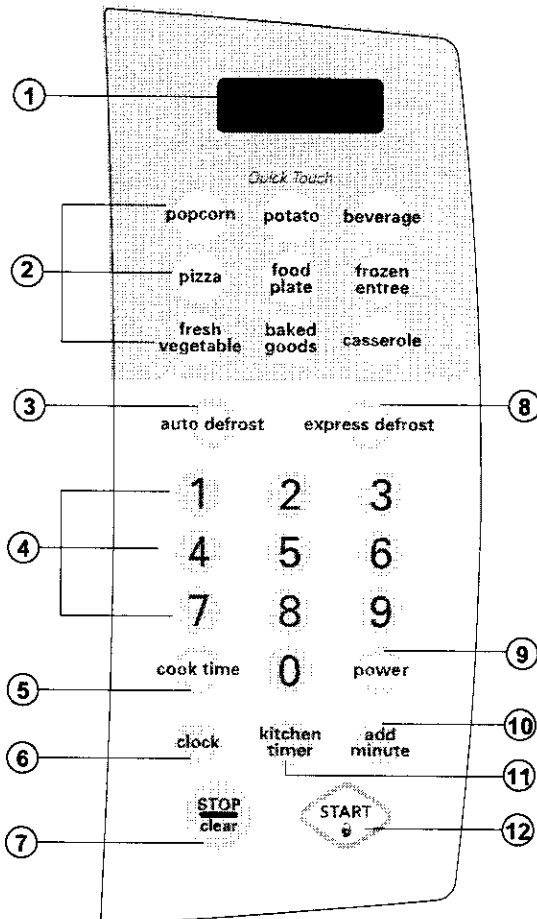 1
Quick Touch
popcorn potato beverage
2
pizza food plate frozen entree
fresh vegetable baked goods casserole
3 8
auto defrost express defrost
1 2 3
4
4 5 6
7 8 9
9
cook time 0 power
5
10
clock kitchen timer add minute
6
11
STOP clear START
12
7